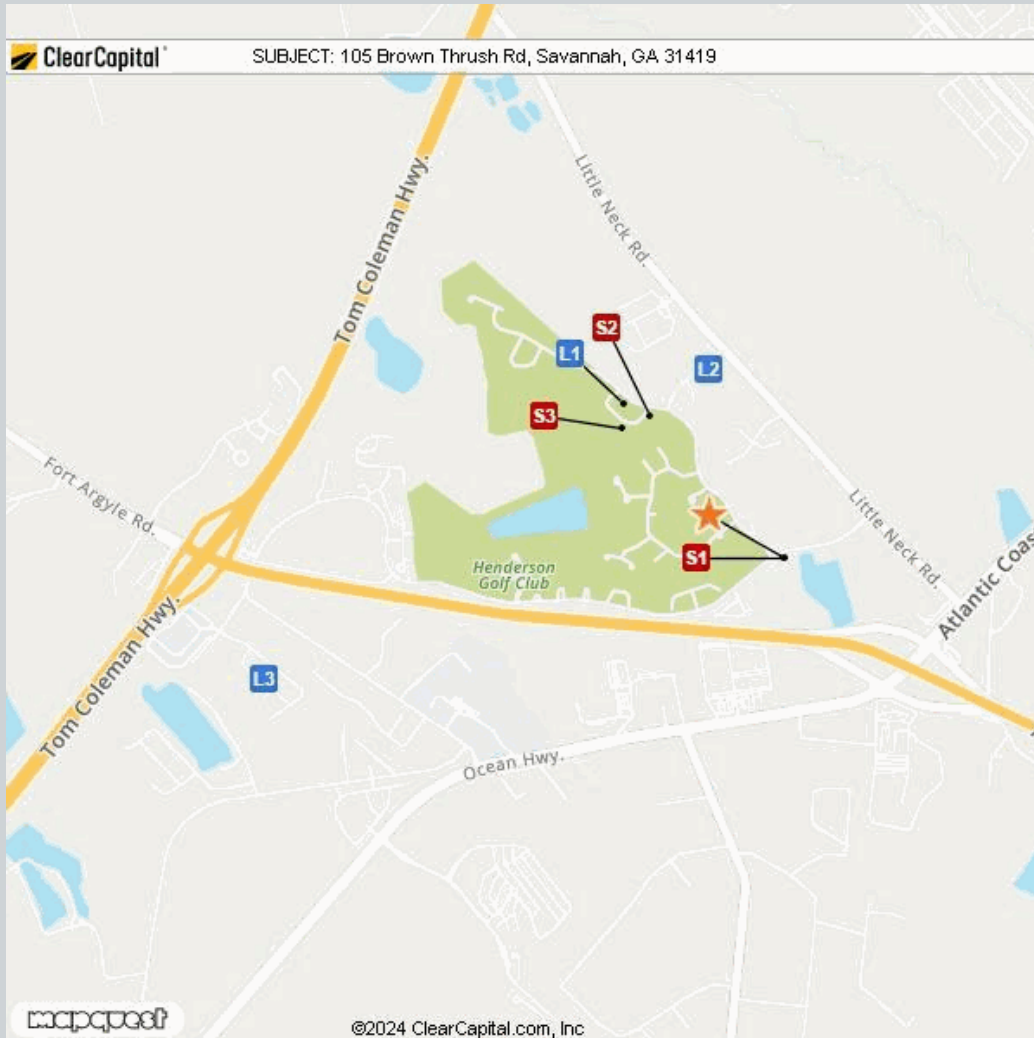 ClearCapital
SUBJECT: 105 Brown Thrush Rd, Savannah, GA 31419
Tom Coleman Hwy.
Little Neck Rd.
S2
L1
L2
S3
Fort Argyle Rd.
Little Neck Rd.
S1
Henderson
Golf Club
Atlantic Coas
Tom Coleman Hwy.
L3
Ocean Hwy.
mapquest
©2024 ClearCapital.com, Inc